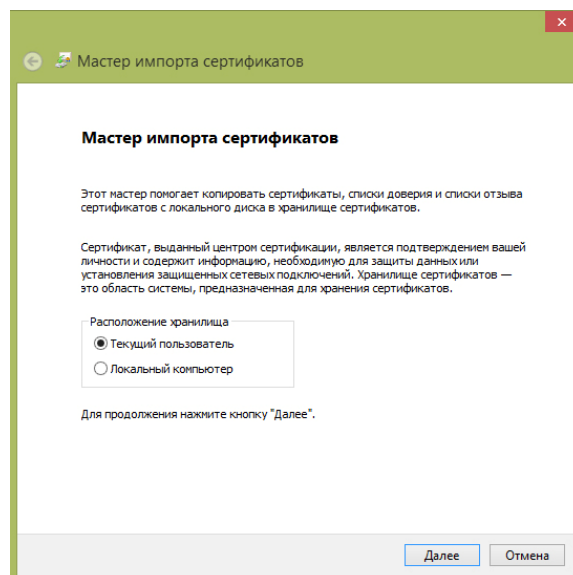 Мастер импорта сертификатов
Мастер импорта сертификатов
Этот мастер помогает копировать сертификаты, списки доверия и списки отзыва
сертификатов с локального диска в хранилище сертификатов.
Сертификат, выданный центром сертификации, является подтверждением вашей
личности и содержит информацию, необходимую для защиты данных или
установления защищенных сетевых подключений. Хранилище сертификатов —
это область системы, предназначенная для хранения сертификатов.
Расположение хранилища
Текущий пользователь
Локальный компьютер
Для продолжения нажмите кнопку "Далее".
Далее Отмена